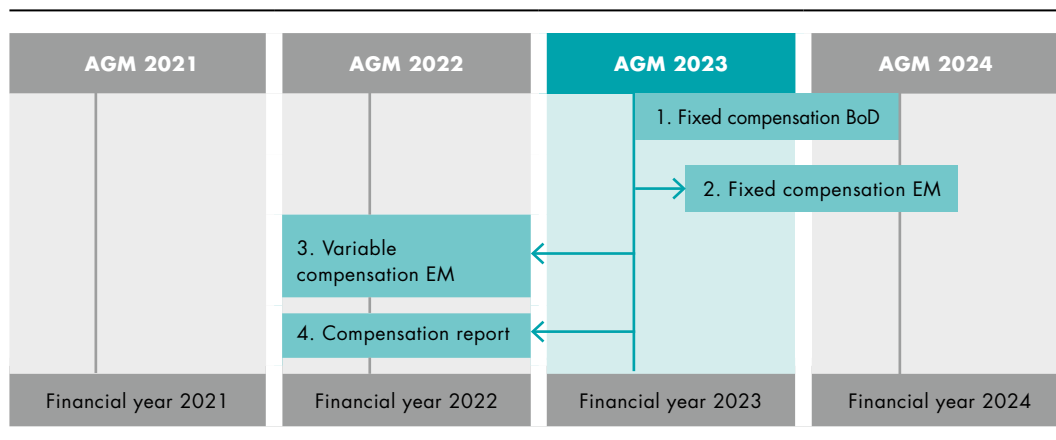 AGM 2021
AGM 2022
AGM 2023
AGM 2024
1. Fixed compensation BoD
2. Fixed compensation EM
3. Variable
compensation EM
4. Compensation report
Financial year 2021
Financial year 2022
Financial year 2023
Financial year 2024